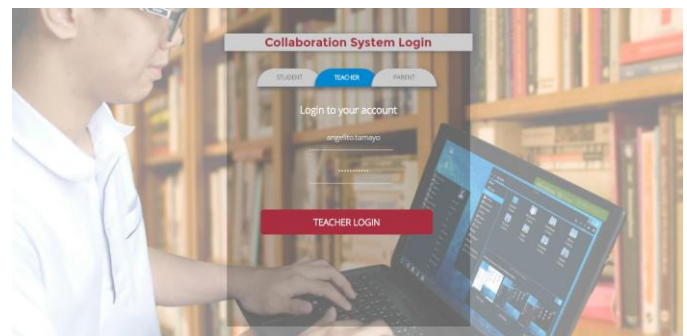 Collaboration System Login
STUDENT TEACHER PARENT
Login to your account
angelito.tamayo
...........
TEACHER LOGIN